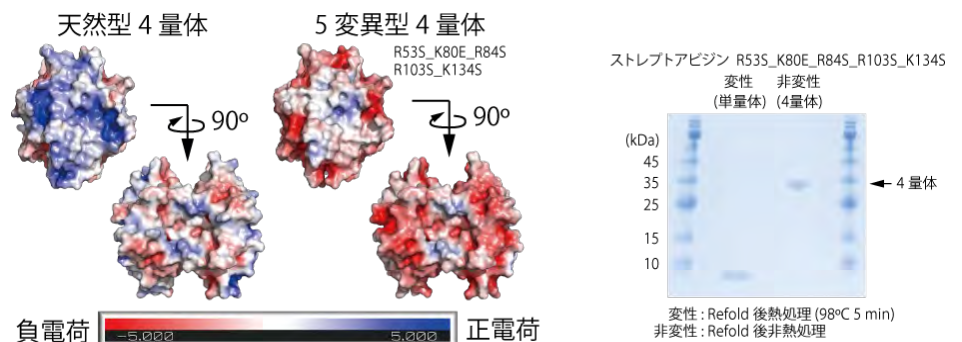 天然型 4 量体
5 変異型 4 量体
R53S_K80E_R84S
R103S_K134S
90º
90º
負電荷
-5.000
5.000
正電荷
ストレプトアビジン R53S_K80E_R84S_R103S_K134S
変性
非変性
(単量体)
(4量体)
(kDa)
45
35
25
15
10
4 量体
変性 : Refold 後熱処理 (98ºC 5 min)
非変性 : Refold 後非熱処理